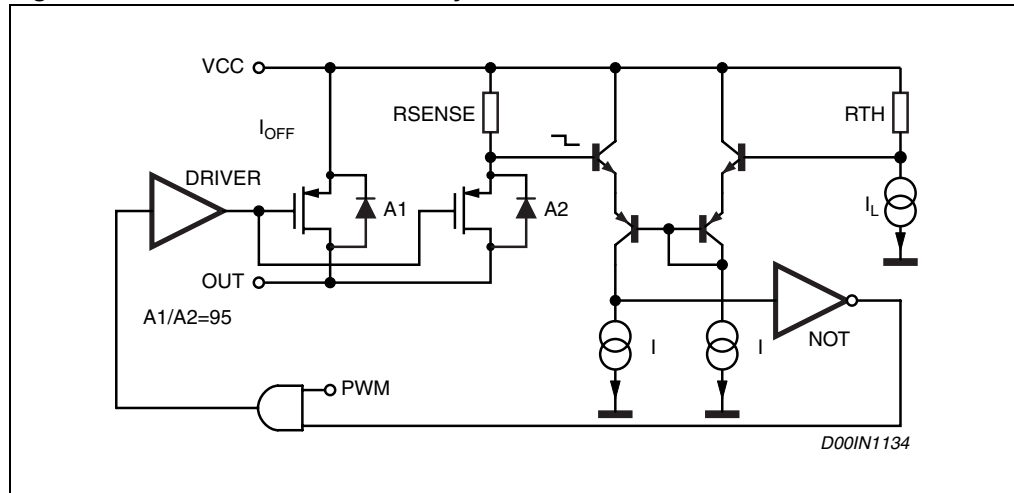 VCC
RSENSE
RTH
I_OFF
DRIVER
A1
A2
I_L
OUT
A1/A2=95
I
I
NOT
PWM
D00IN1134